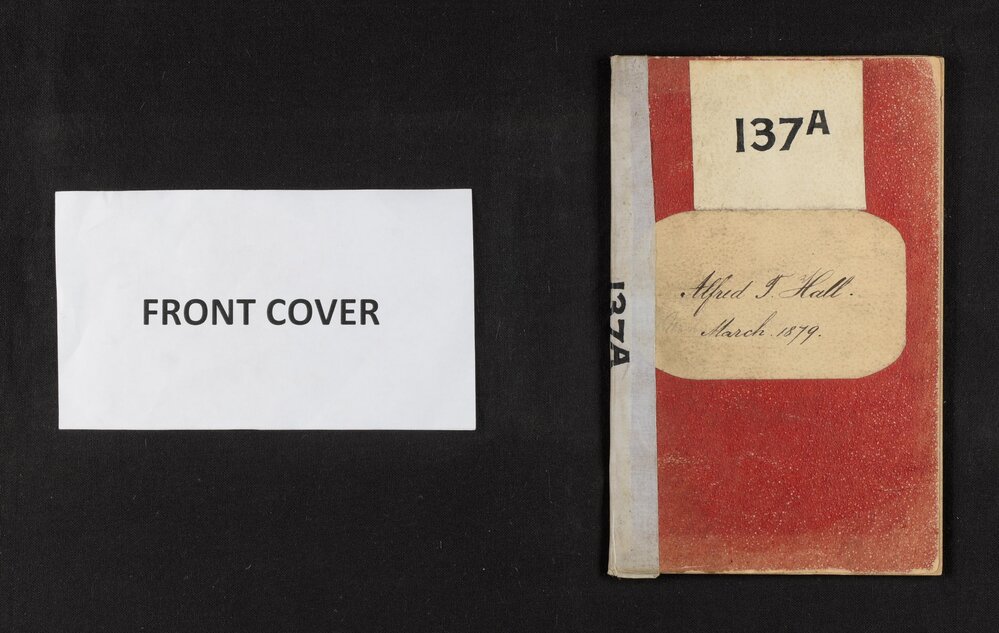 FRONT COVER
137A
137A
Alfred T. Hall.
March. 1879.